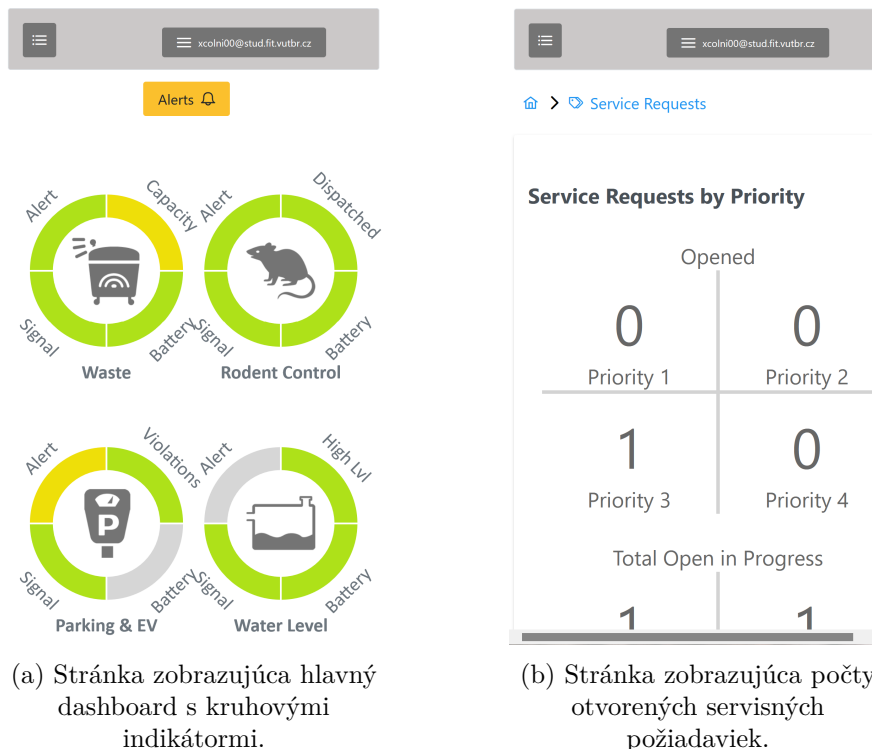 xcolni00@stud.fit.vutbr.cz
Alerts
Alert
Capacity
Signal
Battery
Waste
Alert
Dispatched
Signal
Battery
Rodent Control
Alert
Violations
Signal
Battery
P
Parking & EV
Alert
High Lvl
Signal
Battery
Water Level
(a) Stránka zobrazujúca hlavný
dashboard s kruhovými
indikátormi.
xcolni00@stud.fit.vutbr.cz
Service Requests
Service Requests by Priority
Opened
0 0
Priority 1 Priority 2
1 0
Priority 3 Priority 4
Total Open in Progress
1 1
(b) Stránka zobrazujúca počty
otvorených servisných
požiadaviek.